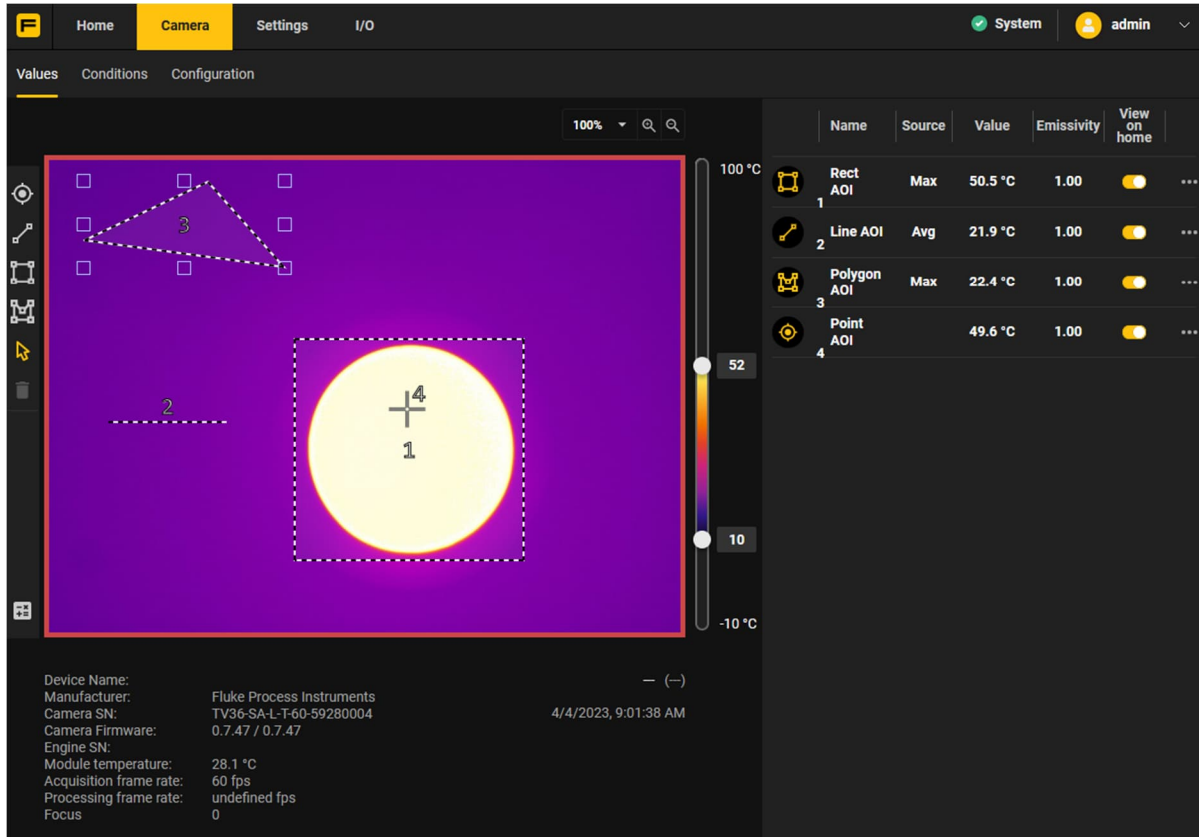 F Home Camera Settings I/O System admin
Values Conditions Configuration
100%
3
2
4
1
100 °C
52
10
-10 °C
Name Source Value Emissivity View on home
1 Rect AOI Max 50.5 °C 1.00
2 Line AOI Avg 21.9 °C 1.00
3 Polygon AOI Max 22.4 °C 1.00
4 Point AOI 49.6 °C 1.00
Device Name: — (---)
Manufacturer: Fluke Process Instruments
Camera SN: TV36-SA-L-T-60-59280004 4/4/2023, 9:01:38 AM
Camera Firmware: 0.7.47 / 0.7.47
Engine SN:
Module temperature: 28.1 °C
Acquisition frame rate: 60 fps
Processing frame rate: undefined fps
Focus 0